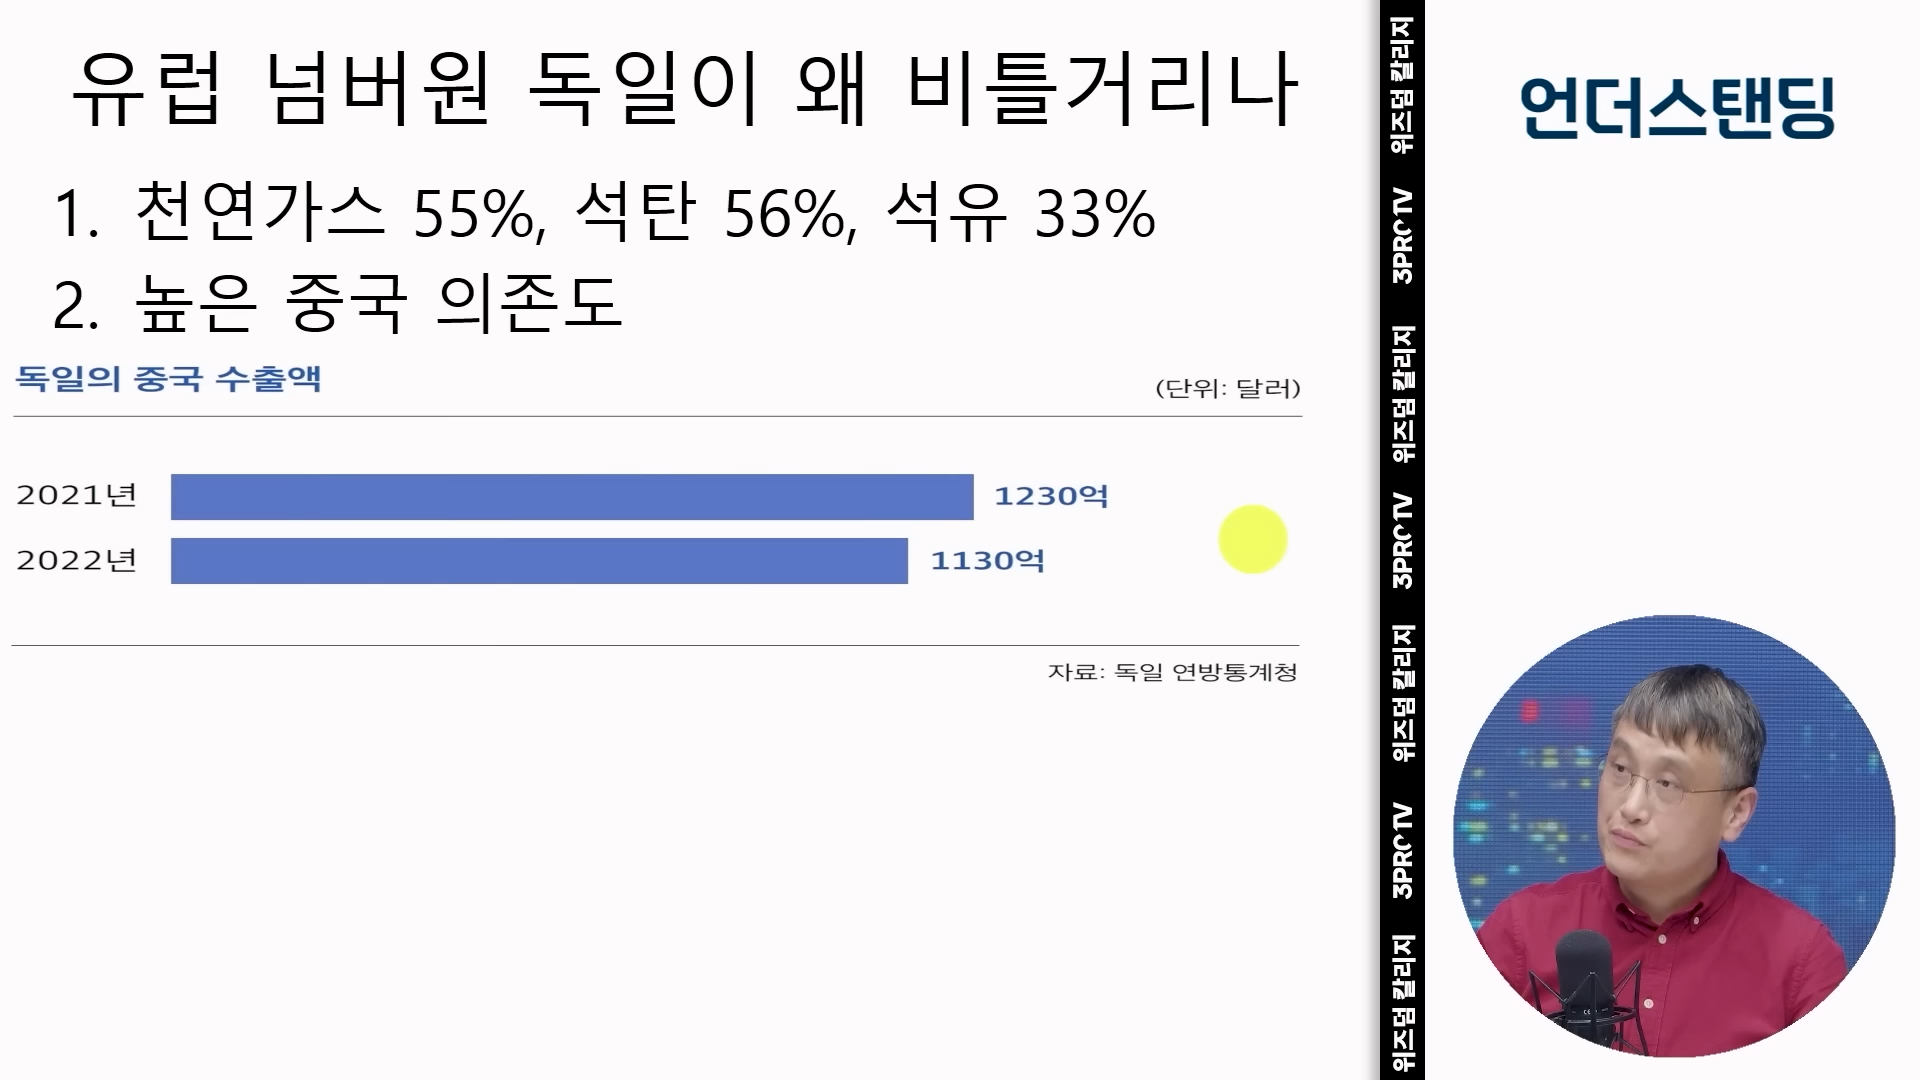 유럽 넘버원 독일이 왜 비틀거리나
1. 천연가스 55%, 석탄 56%, 석유 33%
2. 높은 중국 의존도
독일의 중국 수출액
(단위: 달러)
2021년 1230억
2022년 1130억
자료: 독일 연방통계청
위즈덤 칼리지
3PROTV
위즈덤 칼리지
3PROTV
위즈덤 칼리지
3PROTV
위즈덤 칼리지
언더스탠딩